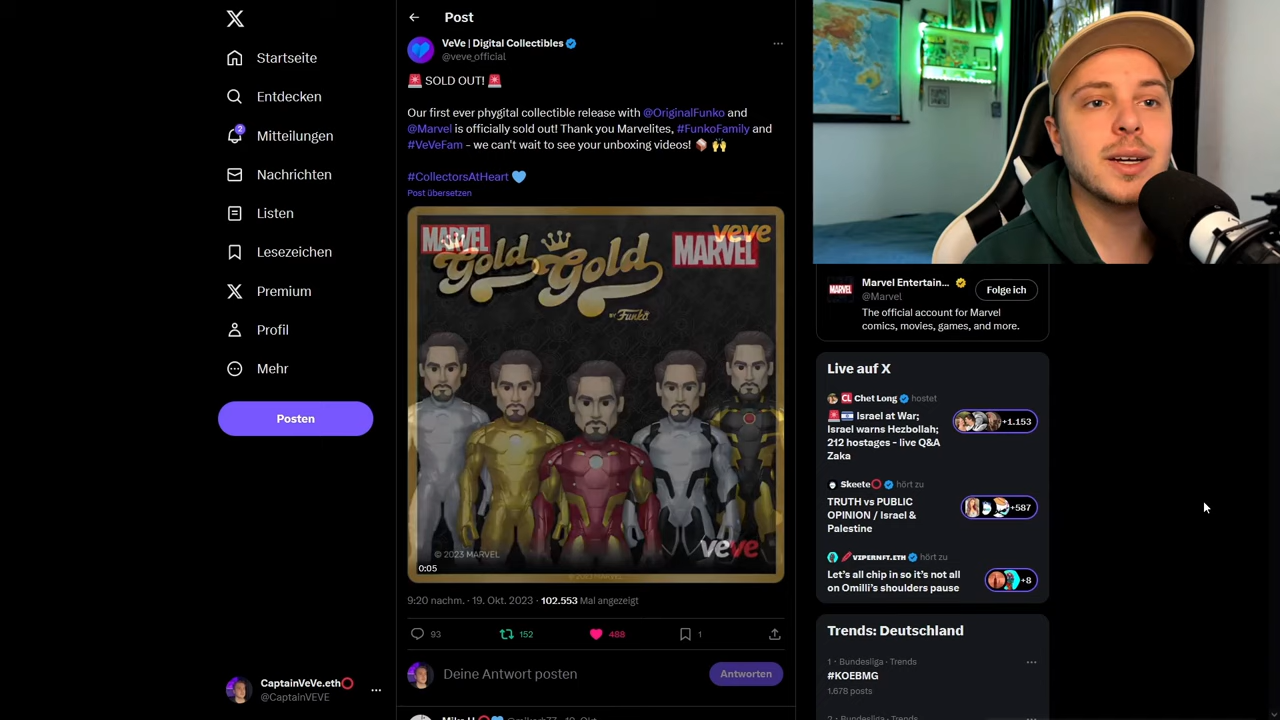 Startseite
Entdecken
2
Mitteilungen
Nachrichten
Listen
Lesezeichen
Premium
Profil
Mehr
Posten
CaptainVeVe.eth⭕
@CaptainVEVE
Post
VeVe | Digital Collectibles
@veve_official
🚨 SOLD OUT! 🚨
Our first ever phygital collectible release with @OriginalFunko and
@Marvel is officially sold out! Thank you Marvelites, #FunkoFamily and
#VeVeFam - we can't wait to see your unboxing videos! 📦 🙌
#CollectorsAtHeart 💙
Post übersetzen
MARVEL
Gold
Gold
BY Funko
MARVEL
veve
© 2023 MARVEL
veve
0:05
© 2023 MARVEL
9:20 nachm. · 19. Okt. 2023 · 102.553 Mal angezeigt
93
152
488
1
Deine Antwort posten
Antworten
Marvel Entertain...
@Marvel
Folge ich
The official account for Marvel
comics, movies, games, and more.
Live auf X
CL Chet Long hostet
🚨🇮🇱 Israel at War;
Israel warns Hezbollah;
212 hostages - live Q&A
Zaka
+1.153
Skeete⭕ hört zu
TRUTH vs PUBLIC
OPINION / Israel &
Palestine
+587
VIPERNFT.ETH hört zu
Let's all chip in so it's not all
on Omilli's shoulders pause
+8
Trends: Deutschland
1 · Bundesliga · Trends
#KOEBMG
1.678 posts